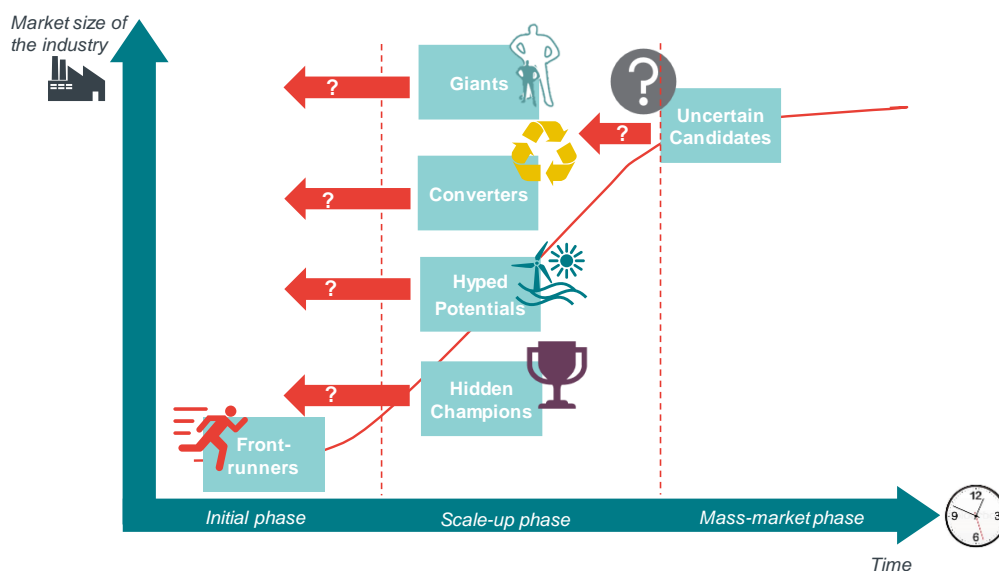 Market size of
the industry
?
Giants
?
?
Uncertain
Candidates
?
Converters
?
Hyped
Potentials
?
Hidden
Champions
Front-
runners
Initial phase
Scale-up phase
Mass-market phase
12
9
3
6
Time